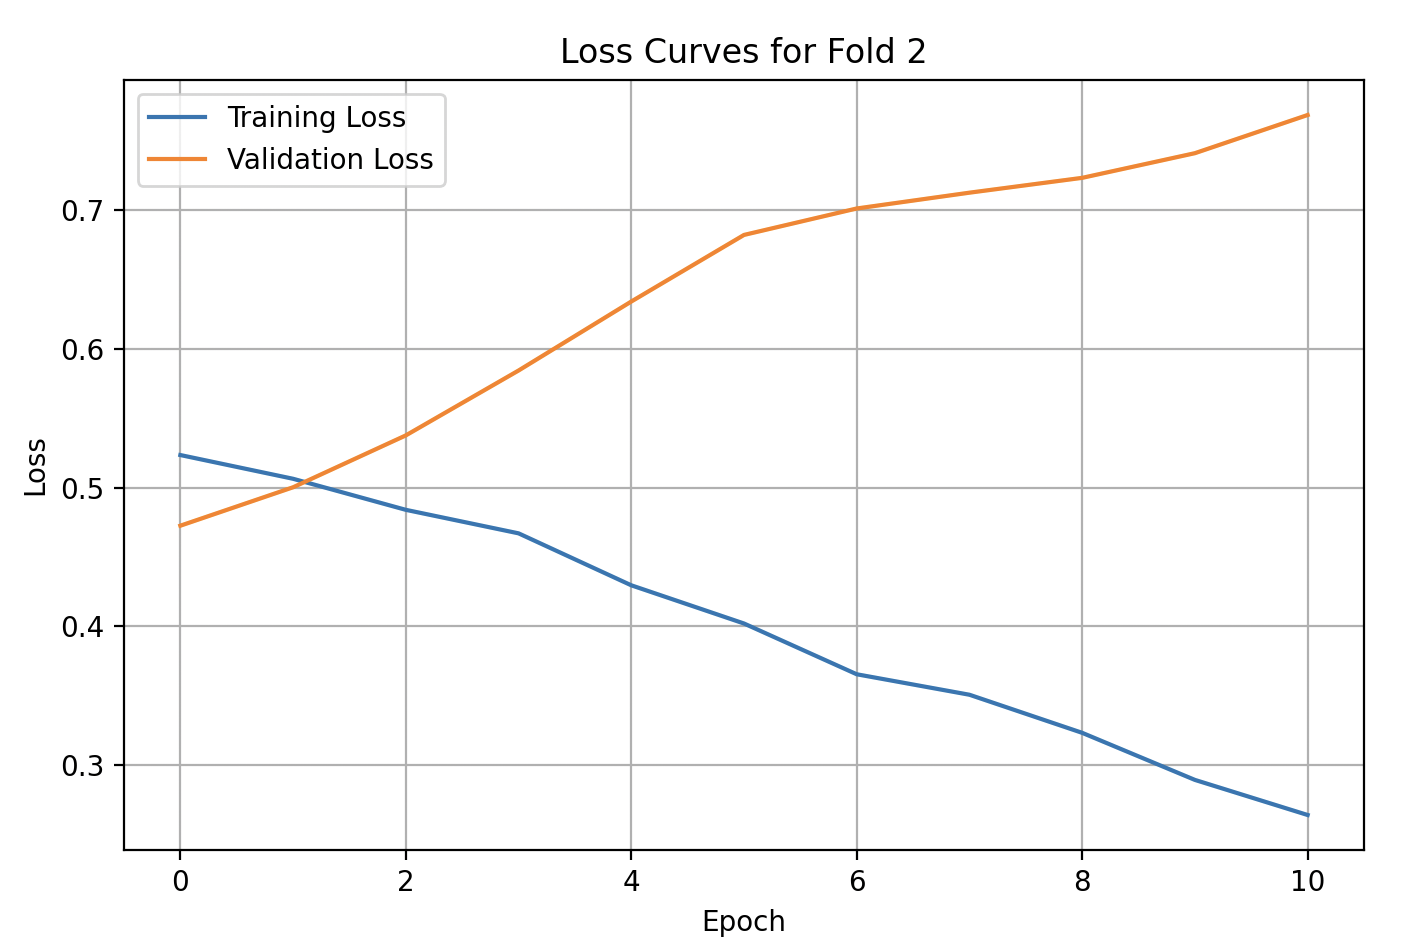 Loss Curves for Fold 2
Training Loss
Validation Loss
0.7
0.6
0.5
0.4
0.3
Loss
0 2 4 6 8 10
Epoch